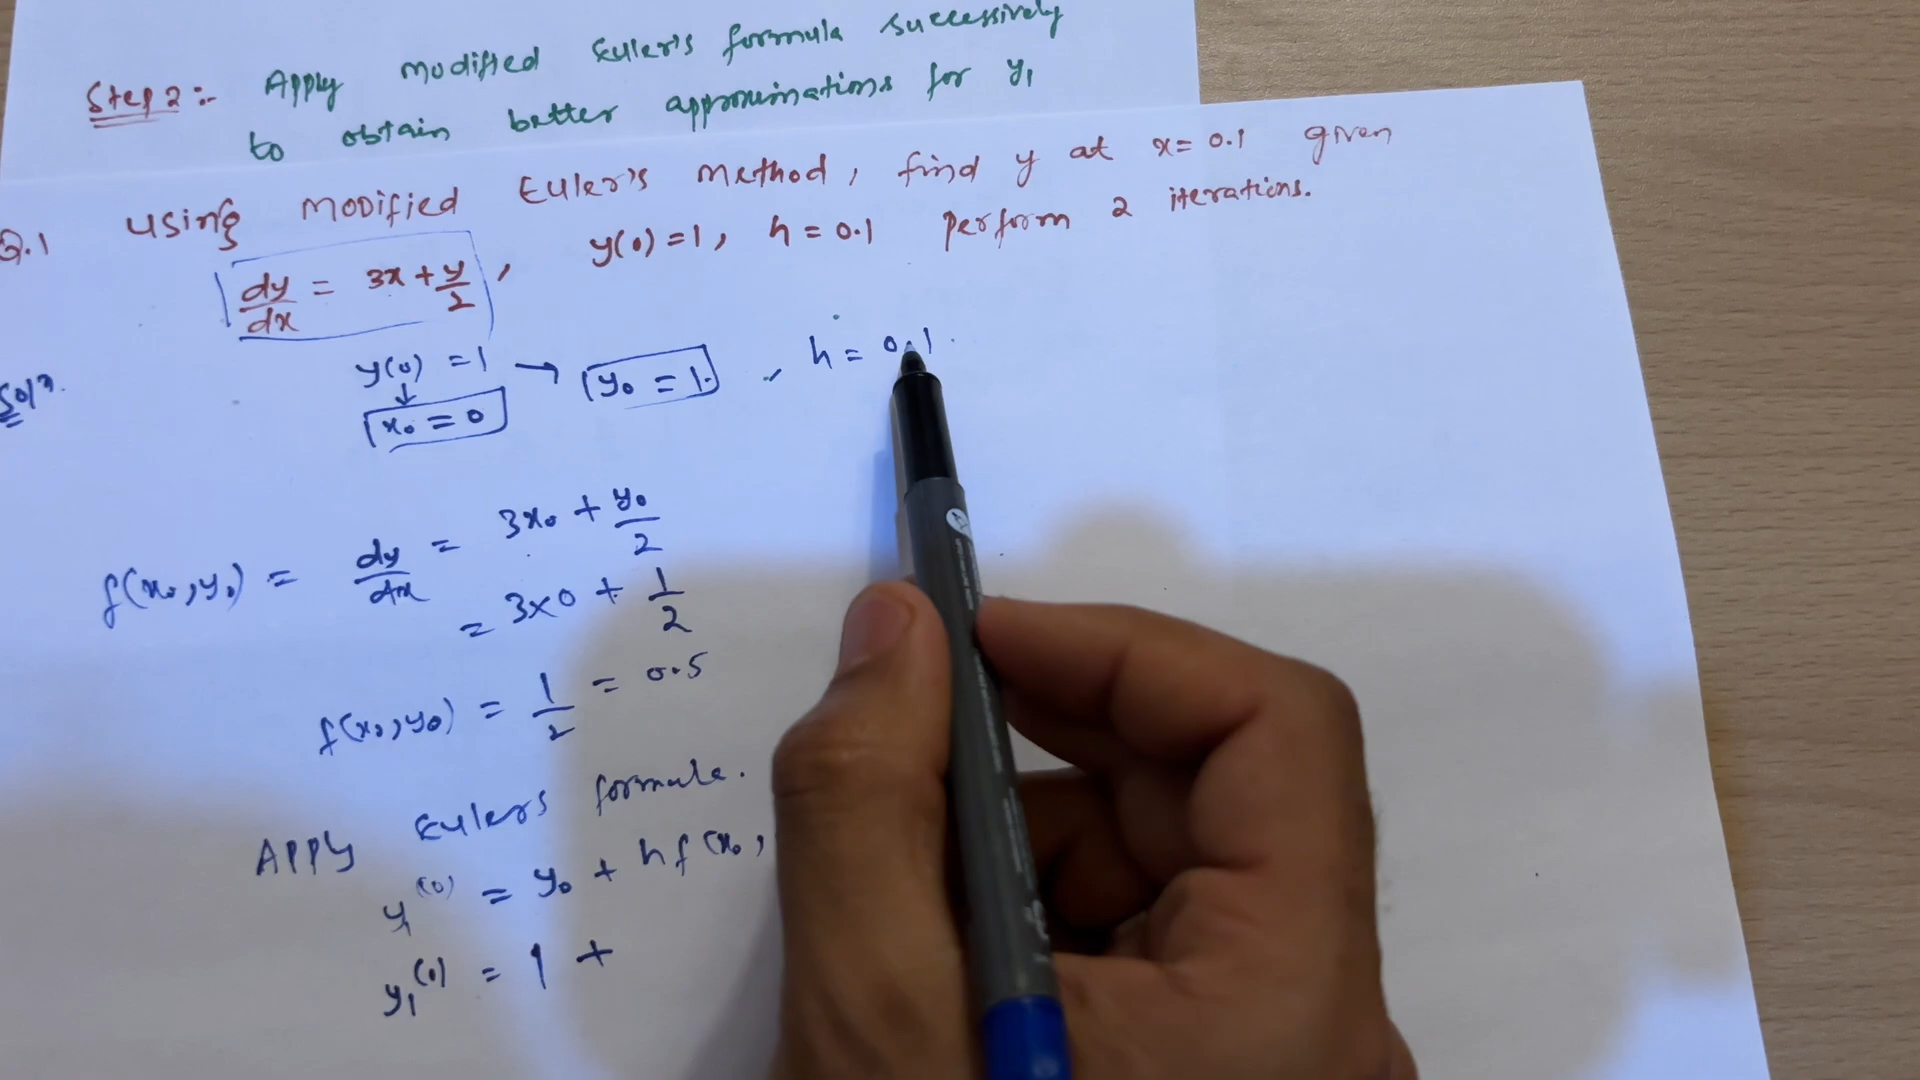 Step 2:- Apply modified Euler's formula successively
to obtain better approximations for y₁
Q.1 Using modified Euler's method, find y at x = 0.1 given
dy/dx = 3x + y/2, y(0) = 1, h = 0.1 Perform 2 iterations.
Solⁿ. y(0) = 1 → y₀ = 1. , h = 0.1.
↓
x₀ = 0
f(x₀, y₀) = dy/dx = 3x₀ + y₀/2
= 3×0 + 1/2
f(x₀, y₀) = 1/2 = 0.5
Apply Eulers formula.
y₁⁽⁰⁾ = y₀ + hf(x₀,
y₁⁽⁰⁾ = 1 +